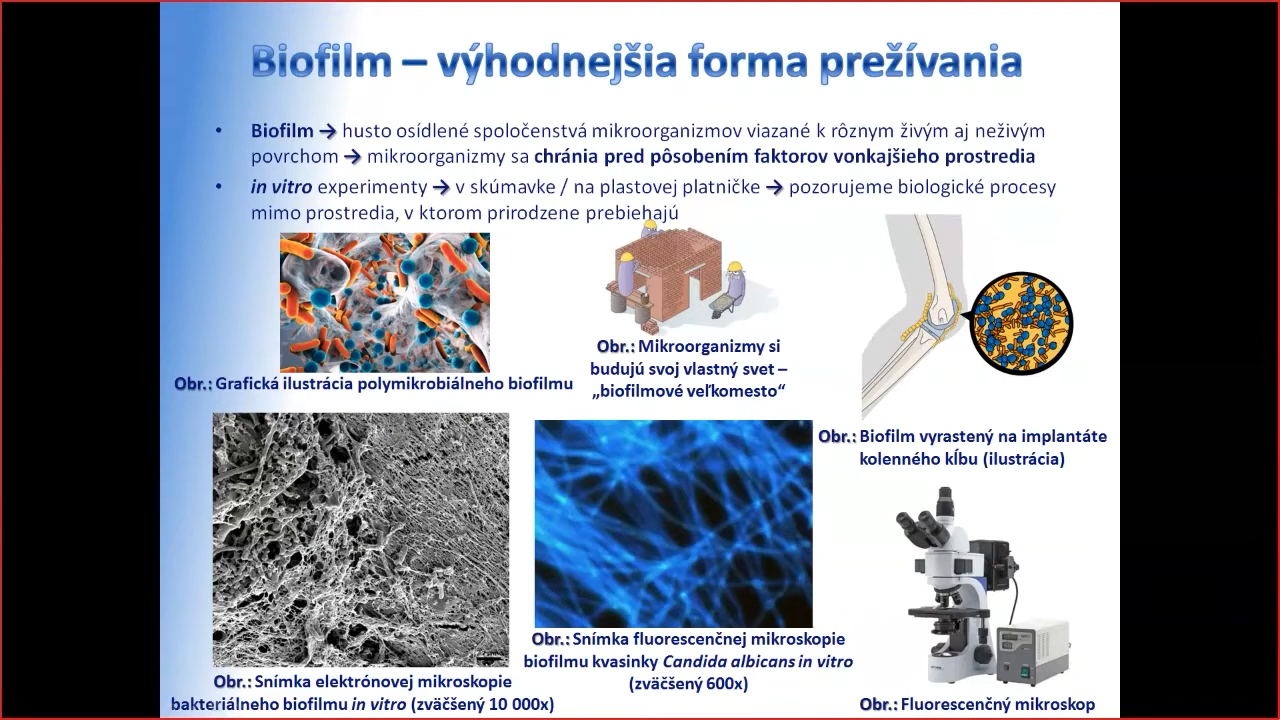 Biofilm – výhodnejšia forma prežívania
• Biofilm → husto osídlené spoločenstvá mikroorganizmov viazané k rôznym živým aj neživým
povrchom → mikroorganizmy sa chránia pred pôsobením faktorov vonkajšieho prostredia
• in vitro experimenty → v skúmavke / na plastovej platničke → pozorujeme biologické procesy
mimo prostredia, v ktorom prirodzene prebiehajú
Obr.: Grafická ilustrácia polymikrobiálneho biofilmu
Obr.: Mikroorganizmy si
budujú svoj vlastný svet –
„biofilmové veľkomesto“
Obr.: Biofilm vyrastený na implantáte
kolenného kĺbu (ilustrácia)
Obr.: Snímka elektrónovej mikroskopie
bakteriálneho biofilmu in vitro (zväčšený 10 000x)
Obr.: Snímka fluorescenčnej mikroskopie
biofilmu kvasinky Candida albicans in vitro
(zväčšený 600x)
Obr.: Fluorescenčný mikroskop